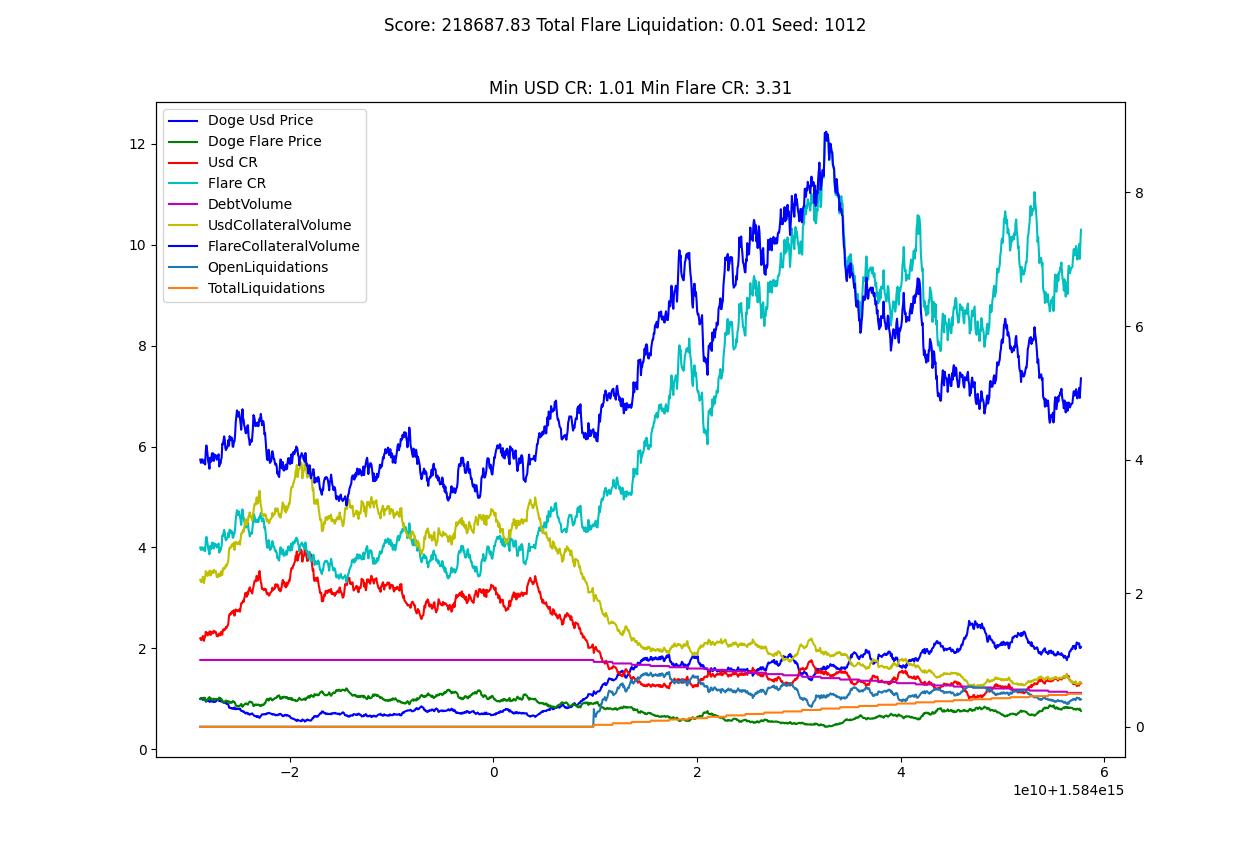 Score: 218687.83 Total Flare Liquidation: 0.01 Seed: 1012
Min USD CR: 1.01 Min Flare CR: 3.31
Doge Usd Price
Doge Flare Price
Usd CR
Flare CR
DebtVolume
UsdCollateralVolume
FlareCollateralVolume
OpenLiquidations
TotalLiquidations
12
10
8
6
4
2
0
8
6
4
2
0
−2
0
2
4
6
1e10+1.584e15